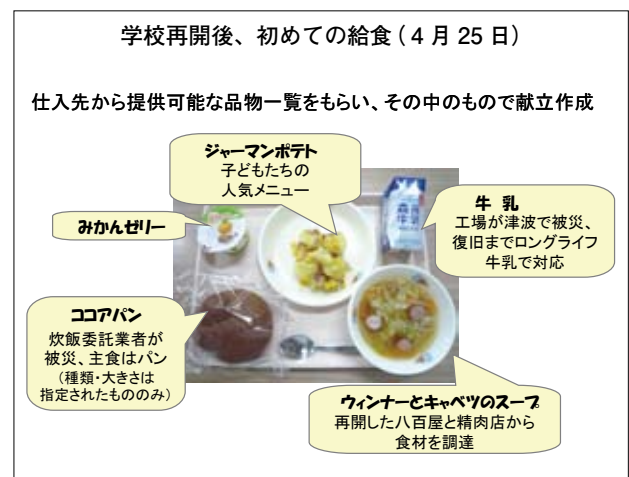 学校再開後、初めての給食(4月25日)
仕入先から提供可能な品物一覧をもらい、その中のもので献立作成
ジャーマンポテト
子どもたちの
人気メニュー
みかんゼリー
牛 乳
工場が津波で被災、
復旧までロングライフ
牛乳で対応
ココアパン
炊飯委託業者が
被災、主食はパン
(種類・大きさは
指定されたもののみ)
ウィンナーとキャベツのスープ
再開した八百屋と精肉店から
食材を調達
森永
牛乳